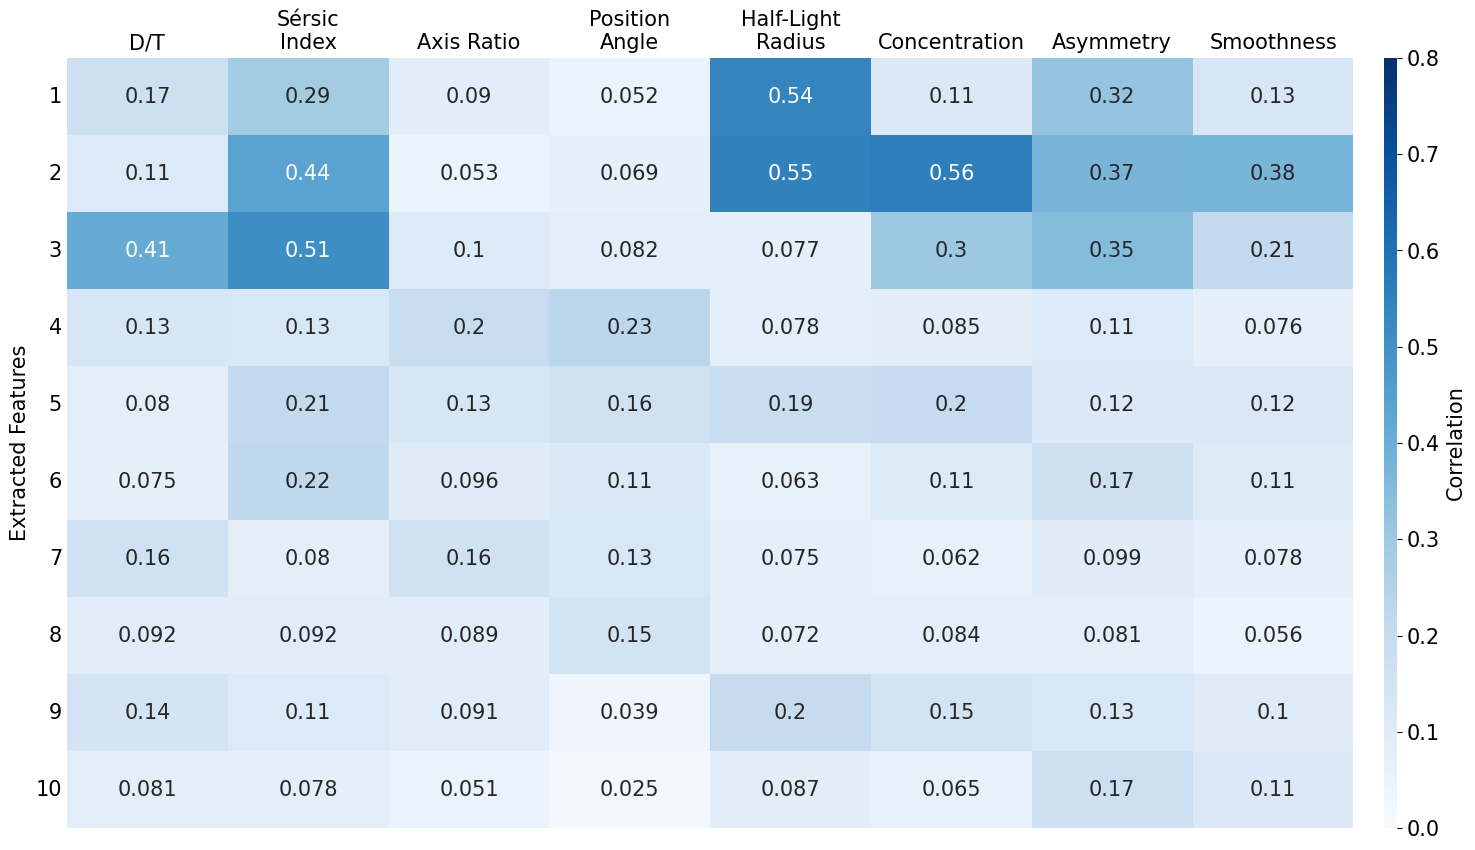 Sérsic Position Half-Light
D/T Index Axis Ratio Angle Radius Concentration Asymmetry Smoothness
1 0.17 0.29 0.09 0.052 0.54 0.11 0.32 0.13
2 0.11 0.44 0.053 0.069 0.55 0.56 0.37 0.38
3 0.41 0.51 0.1 0.082 0.077 0.3 0.35 0.21
4 0.13 0.13 0.2 0.23 0.078 0.085 0.11 0.076
5 0.08 0.21 0.13 0.16 0.19 0.2 0.12 0.12
6 0.075 0.22 0.096 0.11 0.063 0.11 0.17 0.11
7 0.16 0.08 0.16 0.13 0.075 0.062 0.099 0.078
8 0.092 0.092 0.089 0.15 0.072 0.084 0.081 0.056
9 0.14 0.11 0.091 0.039 0.2 0.15 0.13 0.1
10 0.081 0.078 0.051 0.025 0.087 0.065 0.17 0.11
Extracted Features
0.8
0.7
0.6
0.5
0.4
0.3
0.2
0.1
0.0
Correlation